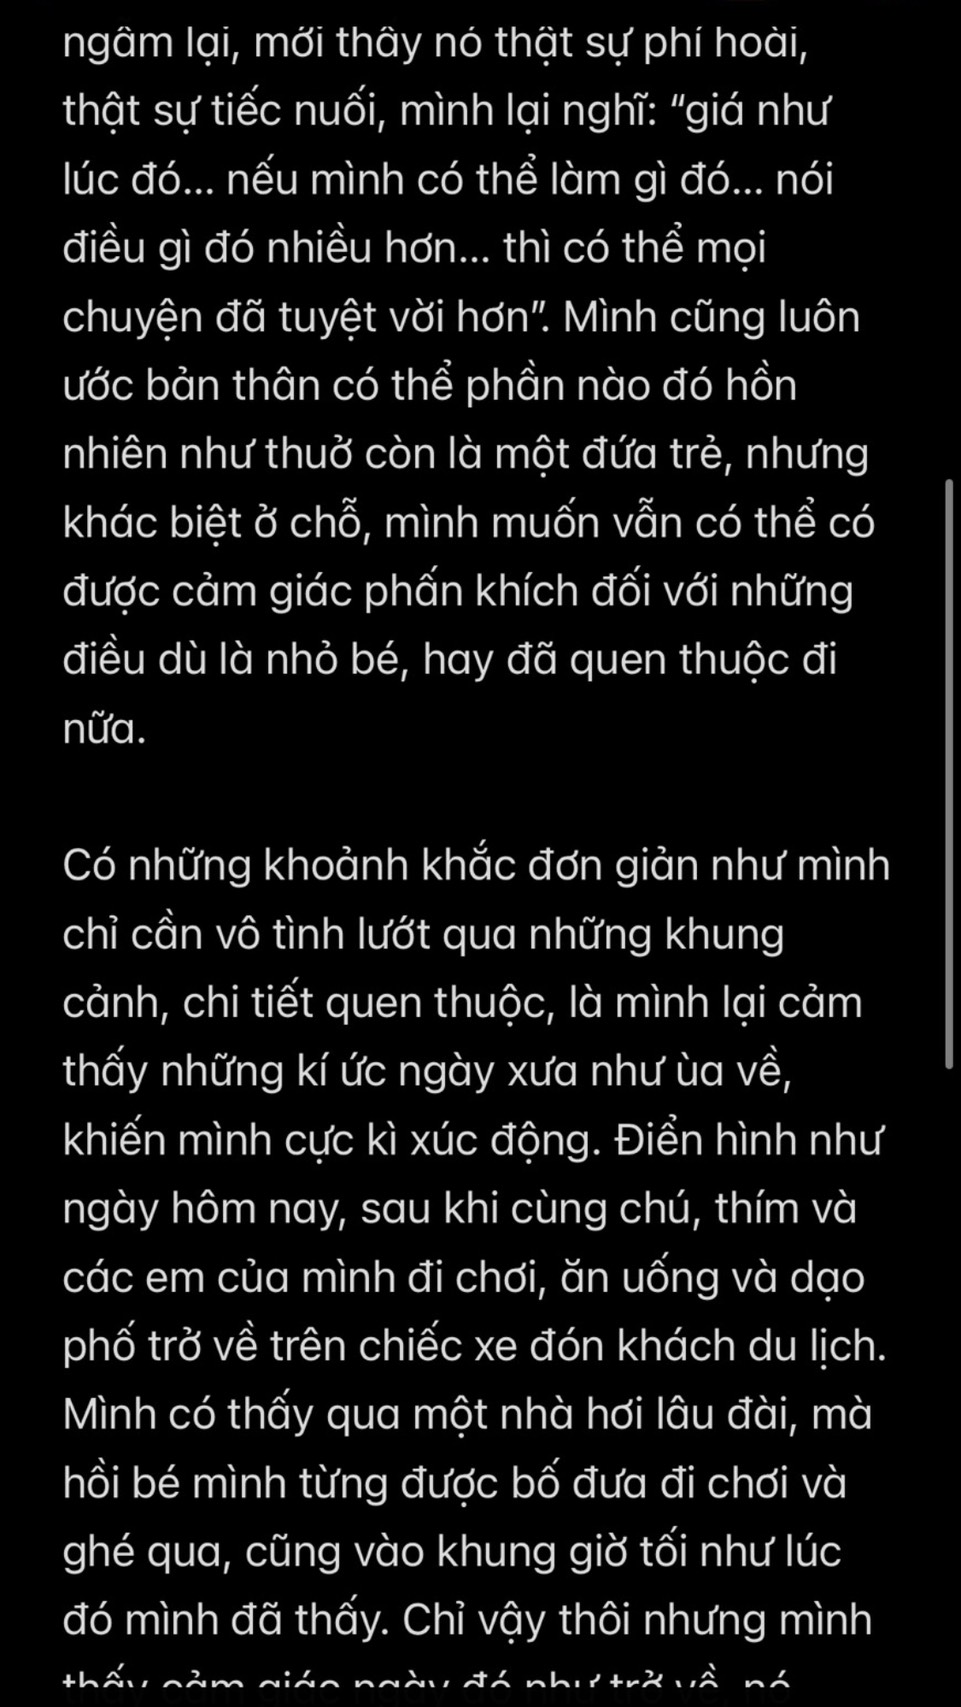 ngẫm lại, mới thấy nó thật sự phí hoài,
thật sự tiếc nuối, mình lại nghĩ: “giá như
lúc đó... nếu mình có thể làm gì đó... nói
điều gì đó nhiều hơn... thì có thể mọi
chuyện đã tuyệt vời hơn”. Mình cũng luôn
ước bản thân có thể phần nào đó hồn
nhiên như thuở còn là một đứa trẻ, nhưng
khác biệt ở chỗ, mình muốn vẫn có thể có
được cảm giác phấn khích đối với những
điều dù là nhỏ bé, hay đã quen thuộc đi
nữa.
Có những khoảnh khắc đơn giản như mình
chỉ cần vô tình lướt qua những khung
cảnh, chi tiết quen thuộc, là mình lại cảm
thấy những kí ức ngày xưa như ùa về,
khiến mình cực kì xúc động. Điển hình như
ngày hôm nay, sau khi cùng chú, thím và
các em của mình đi chơi, ăn uống và dạo
phố trở về trên chiếc xe đón khách du lịch.
Mình có thấy qua một nhà hơi lâu đài, mà
hồi bé mình từng được bố đưa đi chơi và
ghé qua, cũng vào khung giờ tối như lúc
đó mình đã thấy. Chỉ vậy thôi nhưng mình
thấy cảm giác ngày đó như trở về, nó